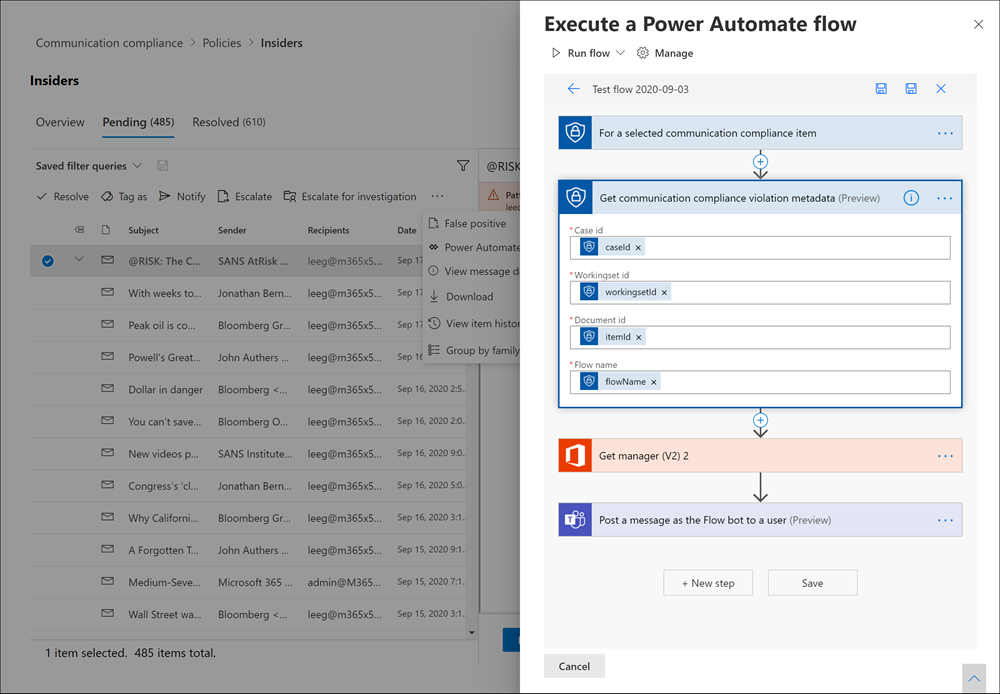 Communication compliance > Policies > Insiders
Insiders
Overview Pending (485) Resolved (610)
Saved filter queries
@RISK
Resolve Tag as Notify Escalate Escalate for investigation ...
Subject Sender Recipients Date
@RISK: The C... SANS AtRisk ... leeg@m365x5... Sep 17
With weeks to... Jonathan Bern... leeg@m365x5... Sep 17
Peak oil is co... Bloomberg Gr... leeg@m365x5... Sep 17
Powell's Great... John Authers ... leeg@m365x5... Sep 17
Dollar in danger Bloomberg <... leeg@m365x5... Sep 16, 2020 2:5...
You can't save... Bloomberg O... leeg@m365x5... Sep 16, 2020 2:0...
New videos p... SANS Institute... leeg@m365x5... Sep 16, 2020 9:0...
Congress's 'cl... Jonathan Bern... leeg@m365x5... Sep 16, 2020 5:0...
Why Californi... Bloomberg Gr... leeg@m365x5... Sep 16, 2020 3:1...
A Forgotten T... John Authers ... leeg@m365x5... Sep 15, 2020 9:1...
Medium-Seve... Microsoft 365 ... admin@M365... Sep 15, 2020 7:1...
Wall Street wa... Bloomberg <... leeg@m365x5... Sep 15, 2020 3:1...
1 item selected. 485 items total.
Pat
leeg
False positive
Power Automate
View message d
Download
View item histor
Group by family
Execute a Power Automate flow
Run flow Manage
Test flow 2020-09-03
For a selected communication compliance item ...
Get communication compliance violation metadata (Preview) ...
* Case id
caseId ×
* Workingset id
workingsetId ×
* Document id
itemId ×
* Flow name
flowName ×
Get manager (V2) 2 ...
Post a message as the Flow bot to a user (Preview) ...
+ New step Save
Cancel